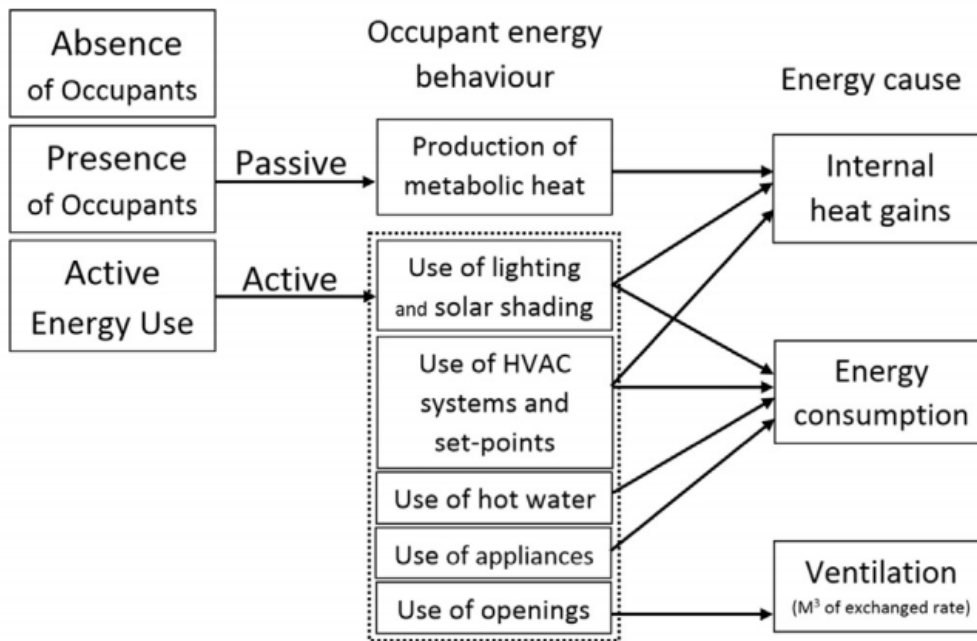 Absence
of Occupants
Presence
of Occupants
Active
Energy Use
Passive
Active
Occupant energy
behaviour
Production of
metabolic heat
Use of lighting
and solar shading
Use of HVAC
systems and
set-points
Use of hot water
Use of appliances
Use of openings
Energy cause
Internal
heat gains
Energy
consumption
Ventilation
(M³ of exchanged rate)